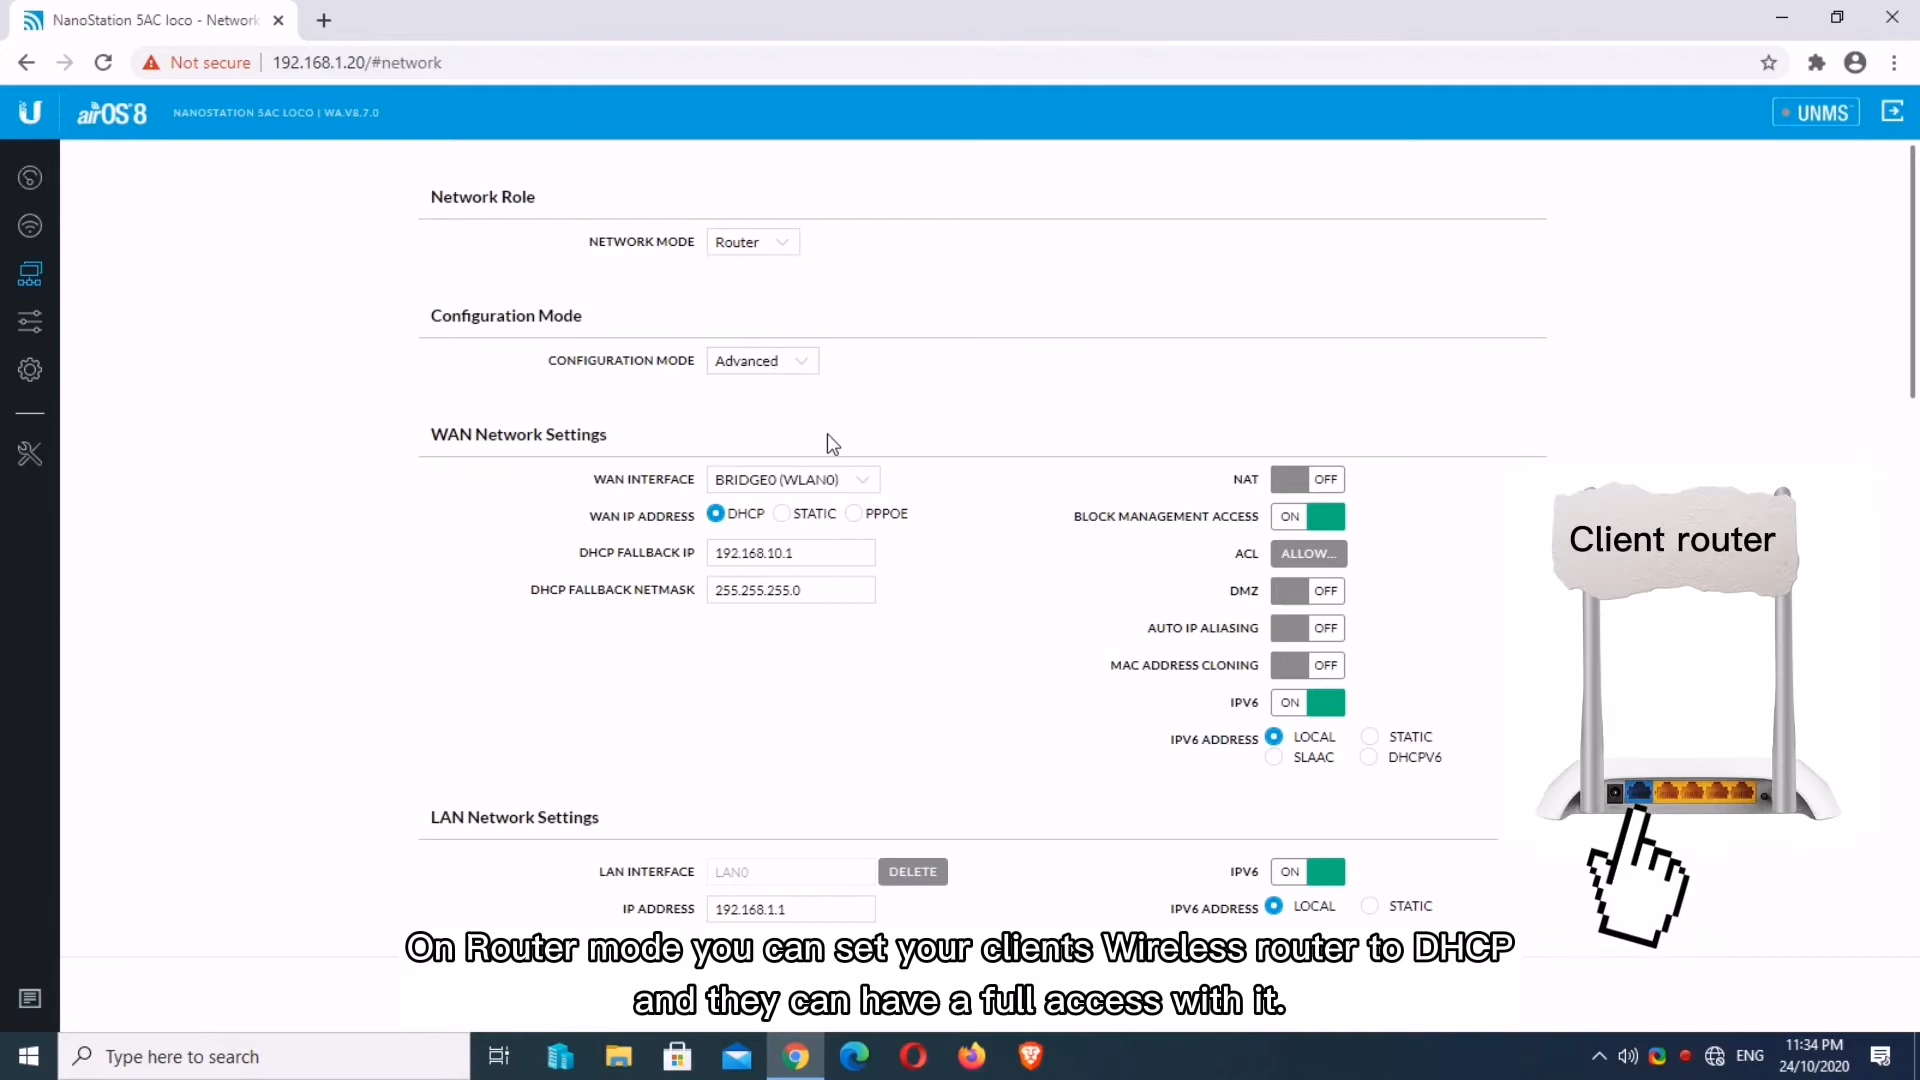 NanoStation 5AC loco - Network
Not secure
192.168.1.20/#network
airOS 8
NANOSTATION 5AC LOCO | WA.V8.7.0
UNMS
Network Role
NETWORK MODE
Router
Configuration Mode
CONFIGURATION MODE
Advanced
WAN Network Settings
WAN INTERFACE
BRIDGE0 (WLAN0)
NAT
OFF
WAN IP ADDRESS
DHCP
STATIC
PPPOE
BLOCK MANAGEMENT ACCESS
ON
DHCP FALLBACK IP
192.168.10.1
ACL
ALLOW...
DHCP FALLBACK NETMASK
255.255.255.0
DMZ
OFF
AUTO IP ALIASING
OFF
MAC ADDRESS CLONING
OFF
IPV6
ON
IPV6 ADDRESS
LOCAL
STATIC
SLAAC
DHCPV6
Client router
LAN Network Settings
LAN INTERFACE
LAN0
DELETE
IPV6
ON
IP ADDRESS
192.168.1.1
IPV6 ADDRESS
LOCAL
STATIC
On Router mode you can set your clients Wireless router to DHCP
and they can have a full access with it.
Type here to search
ENG
11:34 PM
24/10/2020